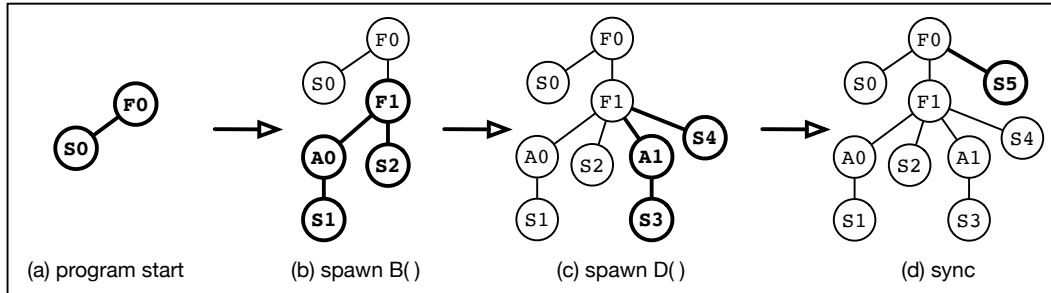 F0
S0
(a) program start
F0
S0
F1
A0
S2
S1
(b) spawn B( )
F0
S0
F1
S4
A0
S2
A1
S1
S3
(c) spawn D( )
F0
S0
S5
F1
S4
A0
S2
A1
S1
S3
(d) sync